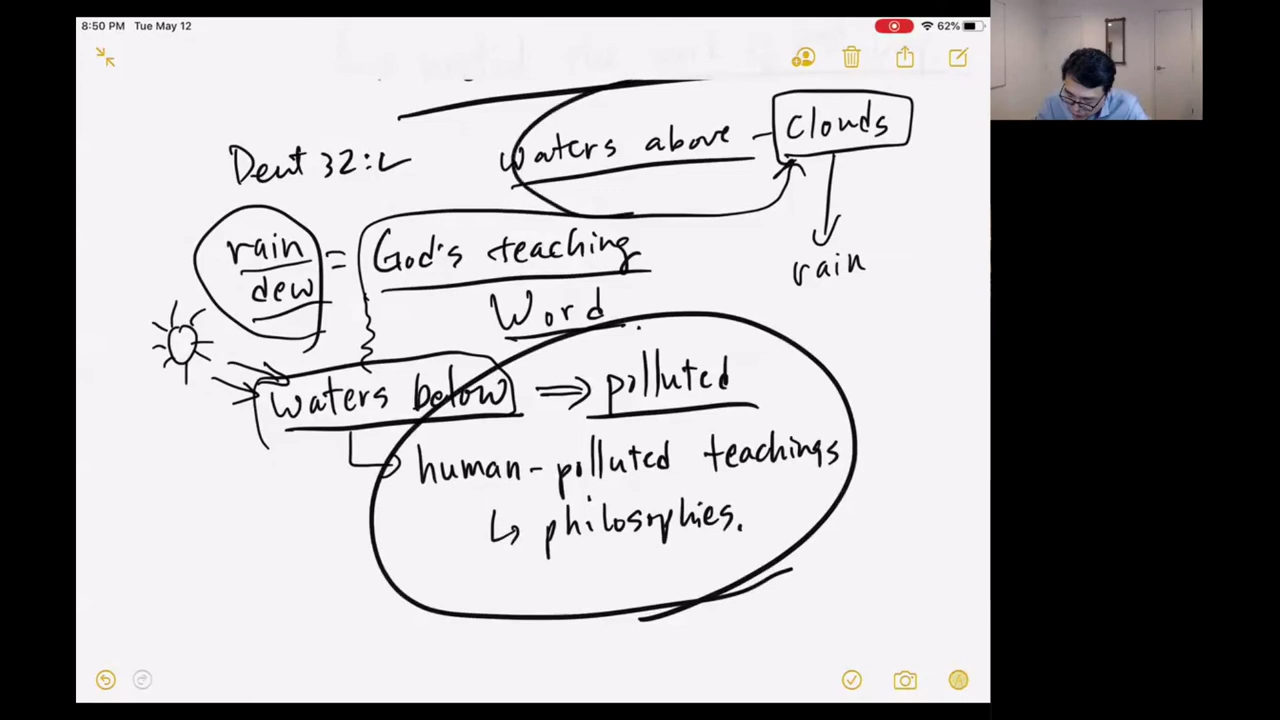 8:50 PM Tue May 12
62%
waters above - clouds
Deut 32:2
rain
rain = God's teaching
dew
Word
waters below ⇒ polluted
human-polluted teachings
↳ philosophies.